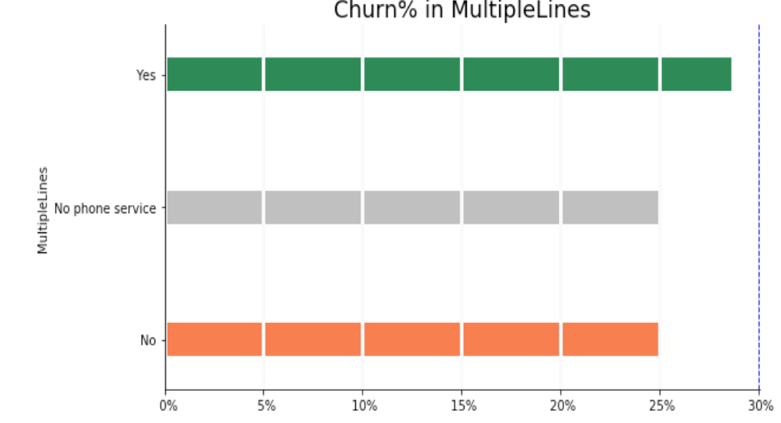 Churn% in MultipleLines
MultipleLines
Yes
No phone service
No
0% 5% 10% 15% 20% 25% 30%